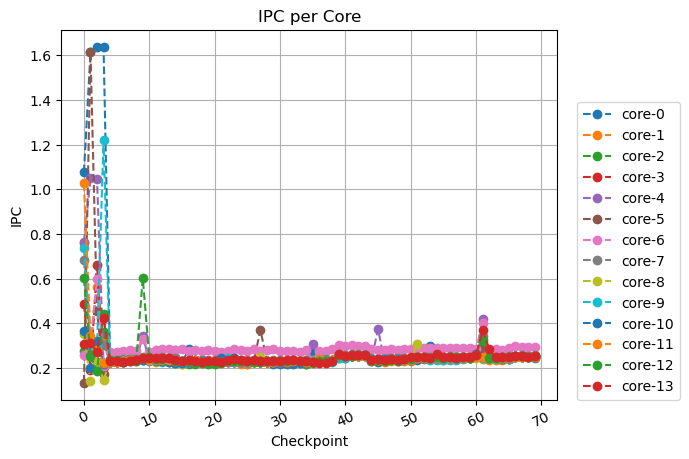 IPC per Core
IPC
1.6
1.4
1.2
1.0
0.8
0.6
0.4
0.2
0 10 20 30 40 50 60 70
Checkpoint
core-0
core-1
core-2
core-3
core-4
core-5
core-6
core-7
core-8
core-9
core-10
core-11
core-12
core-13